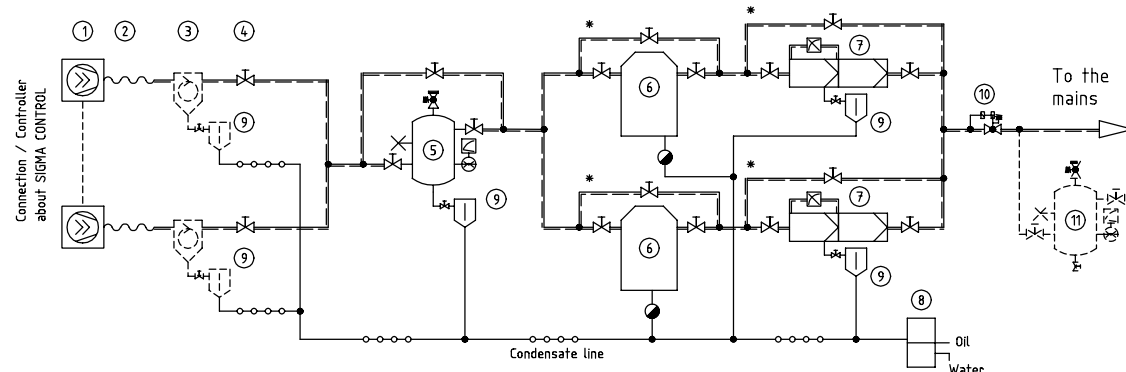 1 2 3 4
*
*
7
6
5
9
9
9
10
To the
mains
Connection / Controller
about SIGMA CONTROL
*
*
7
6
9
9
11
8
Condensate line
Oil
Water